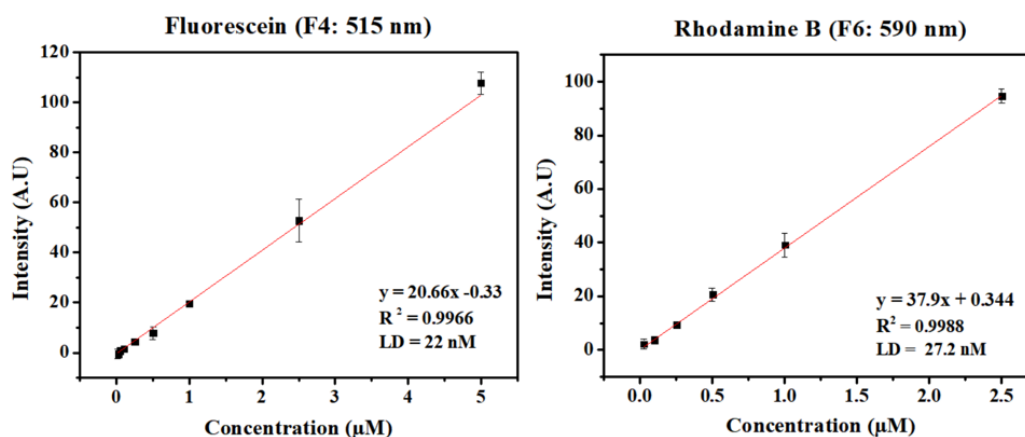 Fluorescein (F4: 515 nm)
120
100
80
60
40
20
0
Intensity (A.U)
0
1
2
3
4
5
Concentration (µM)
y = 20.66x -0.33
R ² = 0.9966
LD = 22 nM
Rhodamine B (F6: 590 nm)
100
80
60
40
20
0
Intensity (A.U)
0.0
0.5
1.0
1.5
2.0
2.5
Concentration (µM)
y = 37.9x + 0.344
R² = 0.9988
LD = 27.2 nM